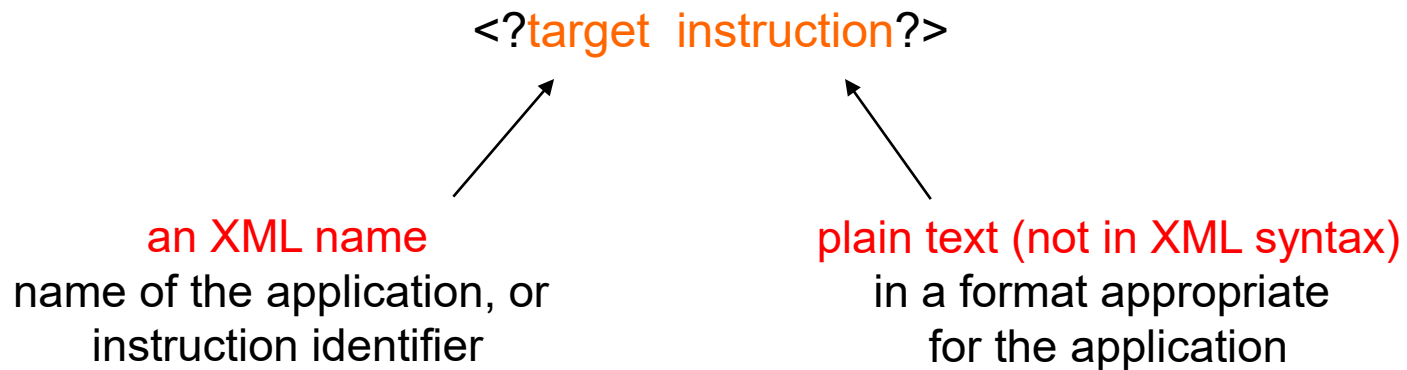 <?target instruction?>
an XML name
name of the application, or
instruction identifier
plain text (not in XML syntax)
in a format appropriate
for the application